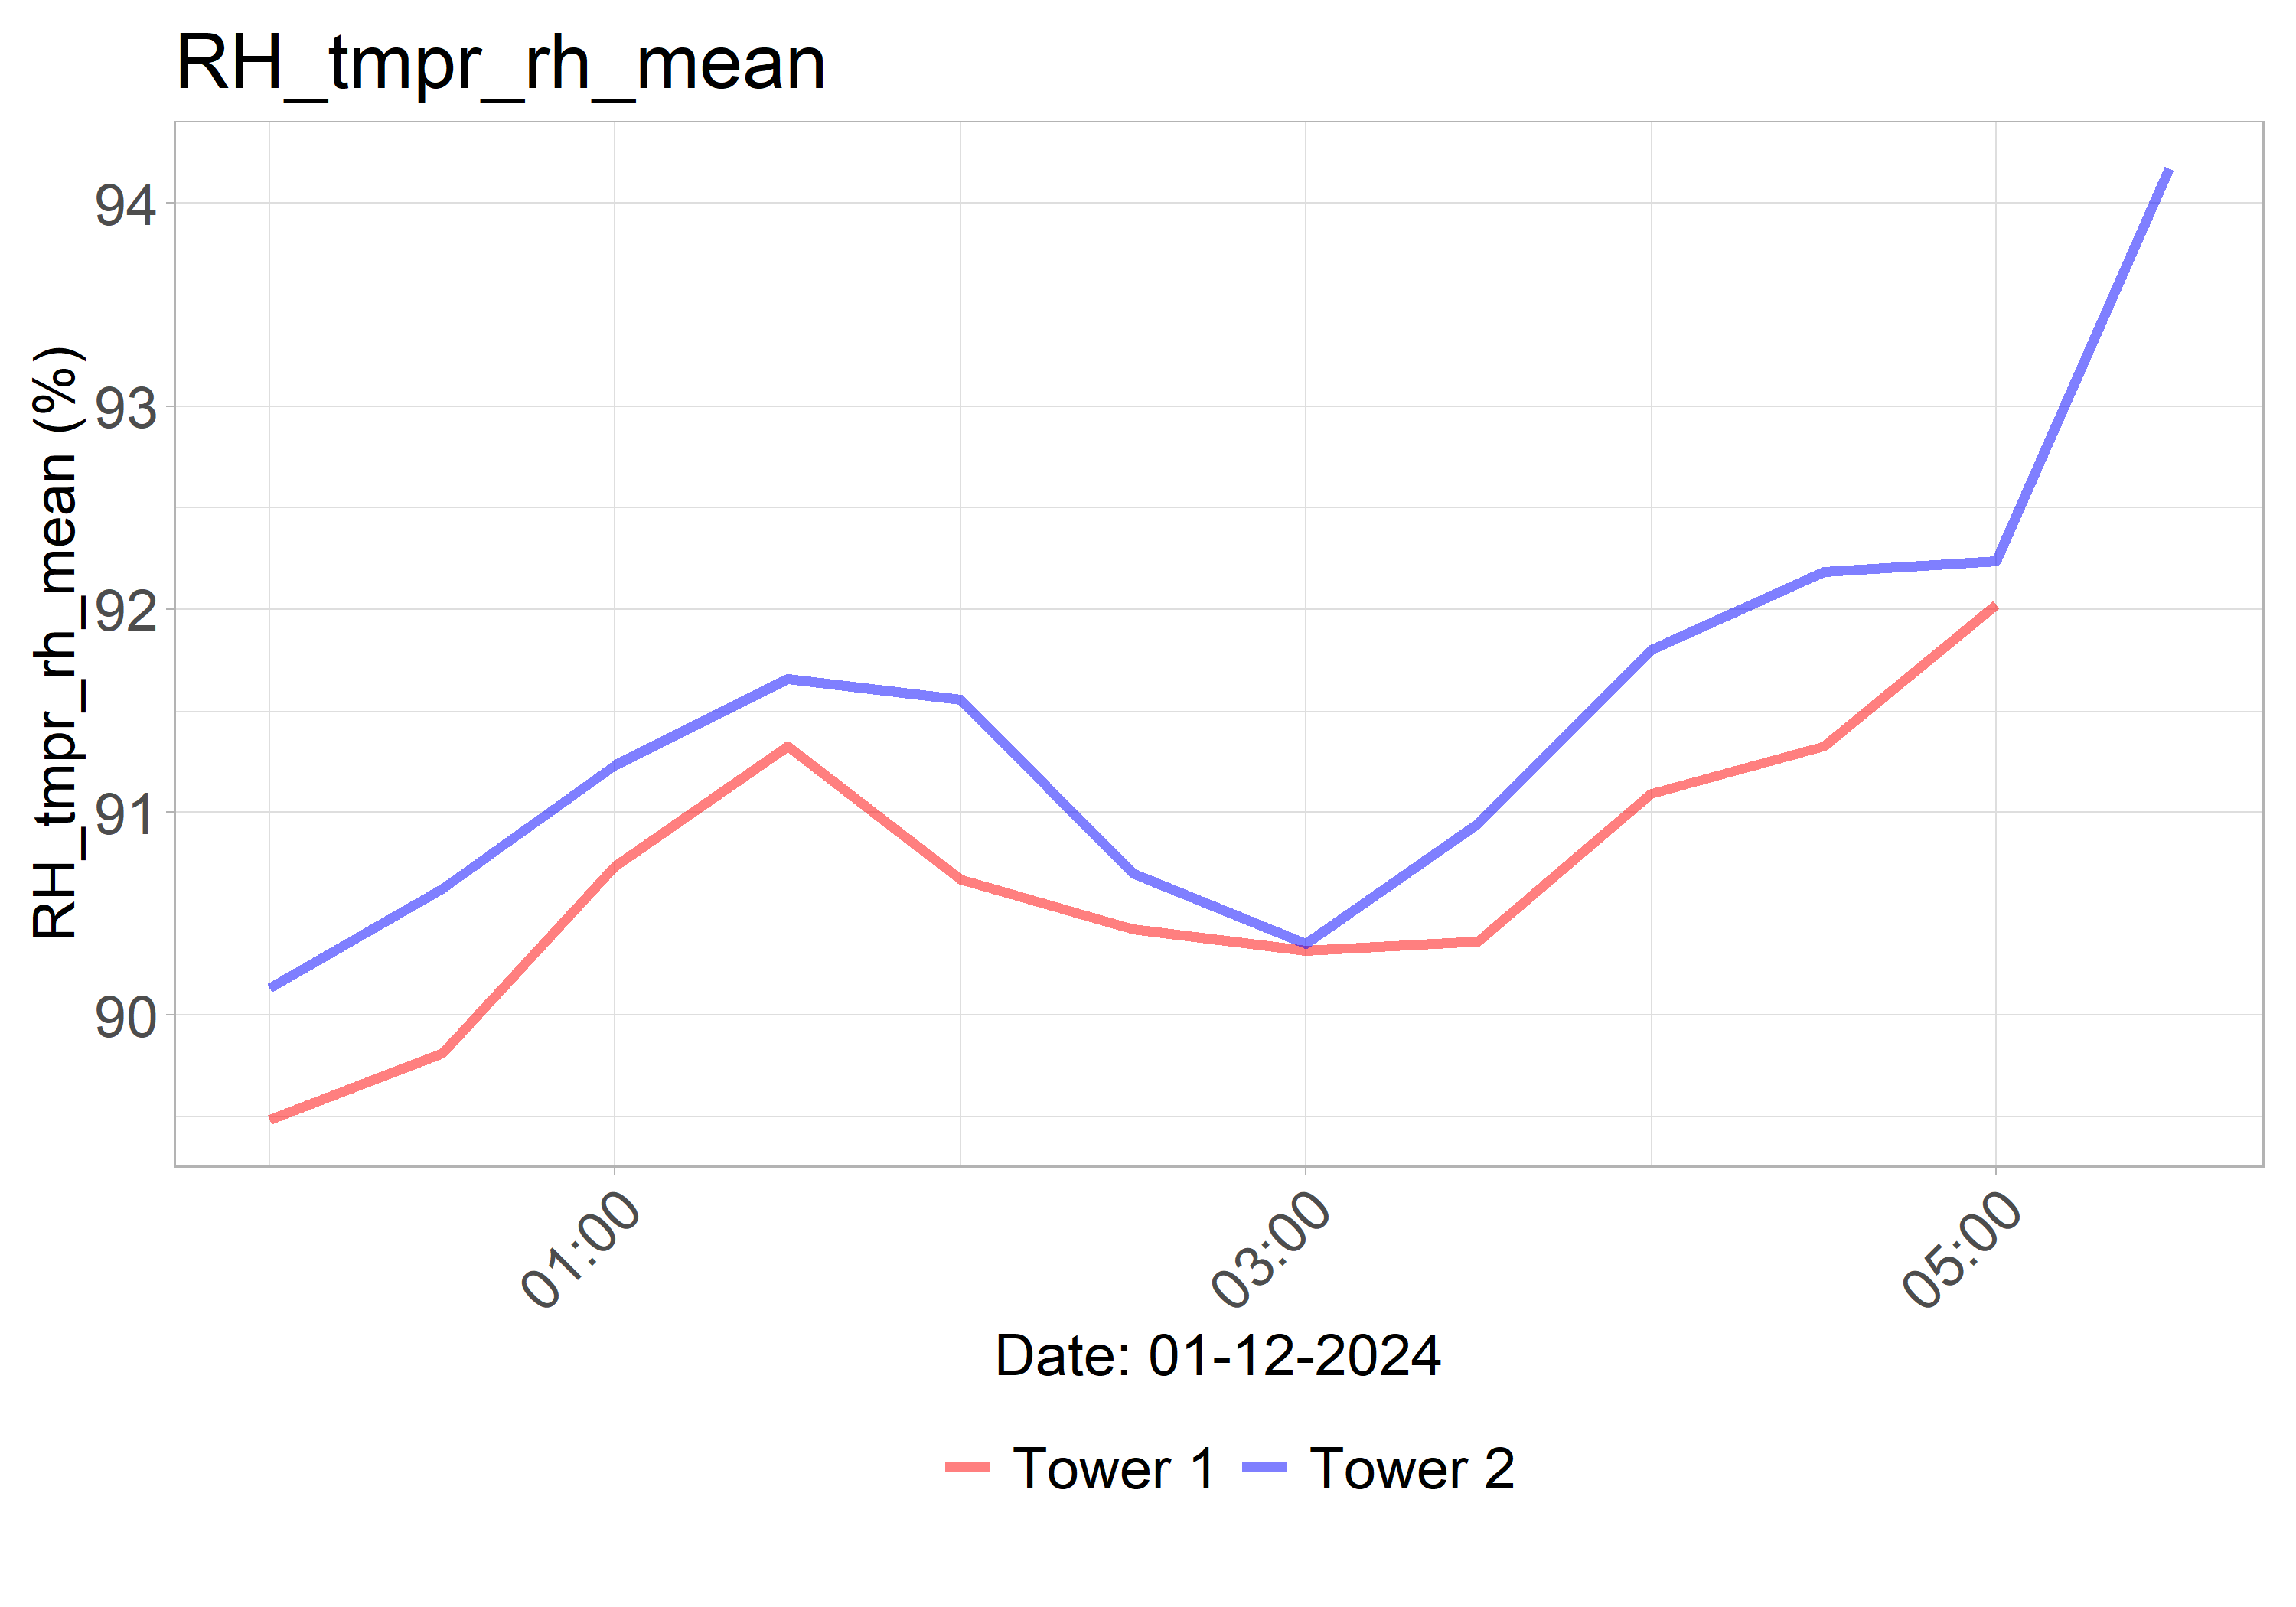 RH_tmpr_rh_mean
RH_tmpr_rh_mean (%)
94
93
92
91
90
01:00
03:00
05:00
Date: 01-12-2024
Tower 1
Tower 2